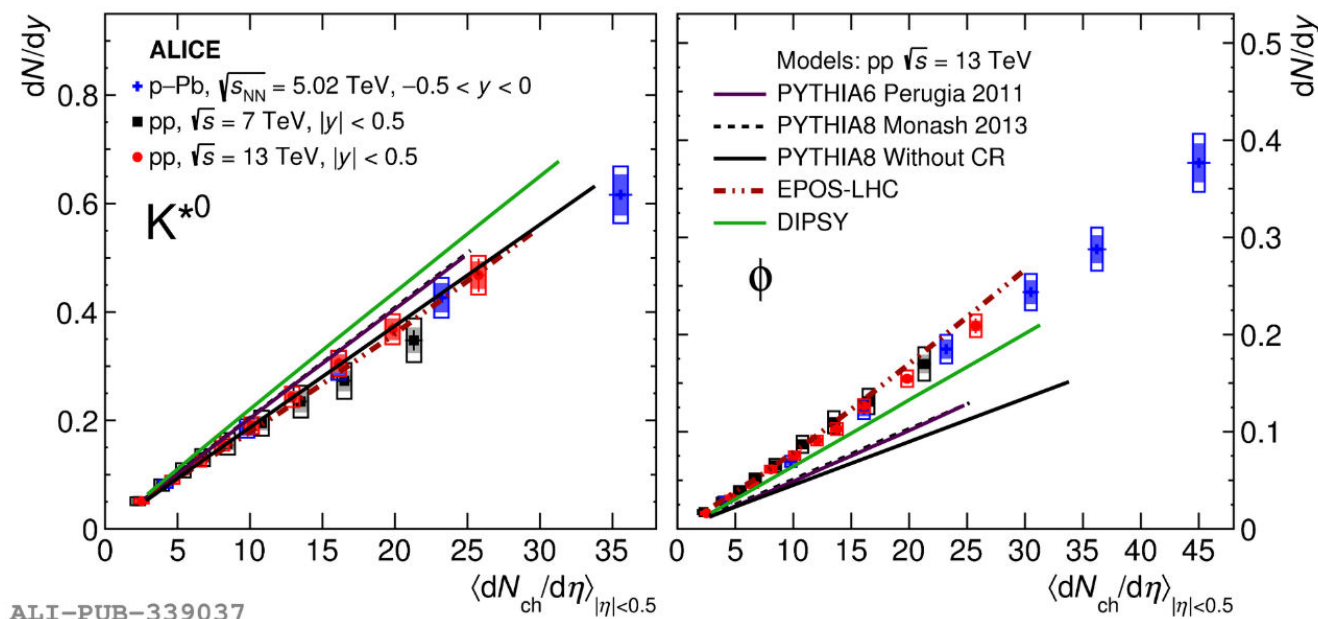 dN/dy
0.8
0.6
0.4
0.2
0
ALICE
p–Pb, √sNN = 5.02 TeV, −0.5 < y < 0
pp, √s = 7 TeV, |y| < 0.5
pp, √s = 13 TeV, |y| < 0.5
K*0
0 5 10 15 20 25 30 35
⟨dNch/dη⟩|η|<0.5
Models: pp √s = 13 TeV
PYTHIA6 Perugia 2011
PYTHIA8 Monash 2013
PYTHIA8 Without CR
EPOS-LHC
DIPSY
ϕ
dN/dy
0.5
0.4
0.3
0.2
0.1
0
0 5 10 15 20 25 30 35 40 45
⟨dNch/dη⟩|η|<0.5
ALI−PUB−339037